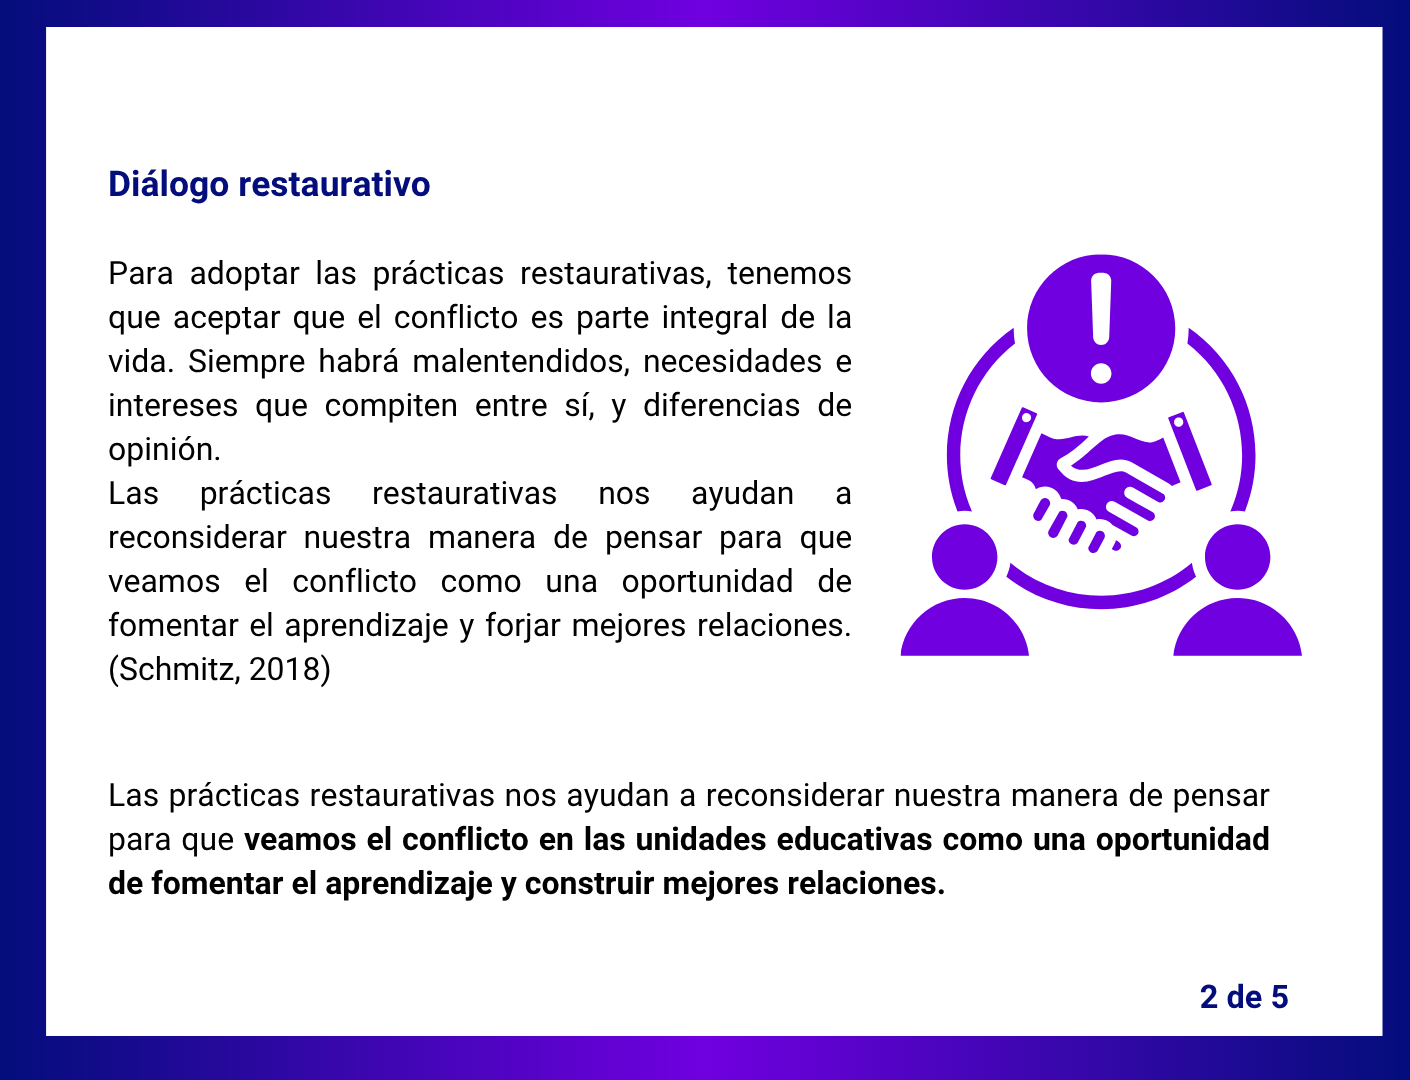 Diálogo restaurativo
Para adoptar las prácticas restaurativas, tenemos
que aceptar que el conflicto es parte integral de la
vida. Siempre habrá malentendidos, necesidades e
intereses que compiten entre sí, y diferencias de
opinión.
Las prácticas restaurativas nos ayudan a
reconsiderar nuestra manera de pensar para que
veamos el conflicto como una oportunidad de
fomentar el aprendizaje y forjar mejores relaciones.
(Schmitz, 2018)
Las prácticas restaurativas nos ayudan a reconsiderar nuestra manera de pensar
para que veamos el conflicto en las unidades educativas como una oportunidad
de fomentar el aprendizaje y construir mejores relaciones.
2 de 5